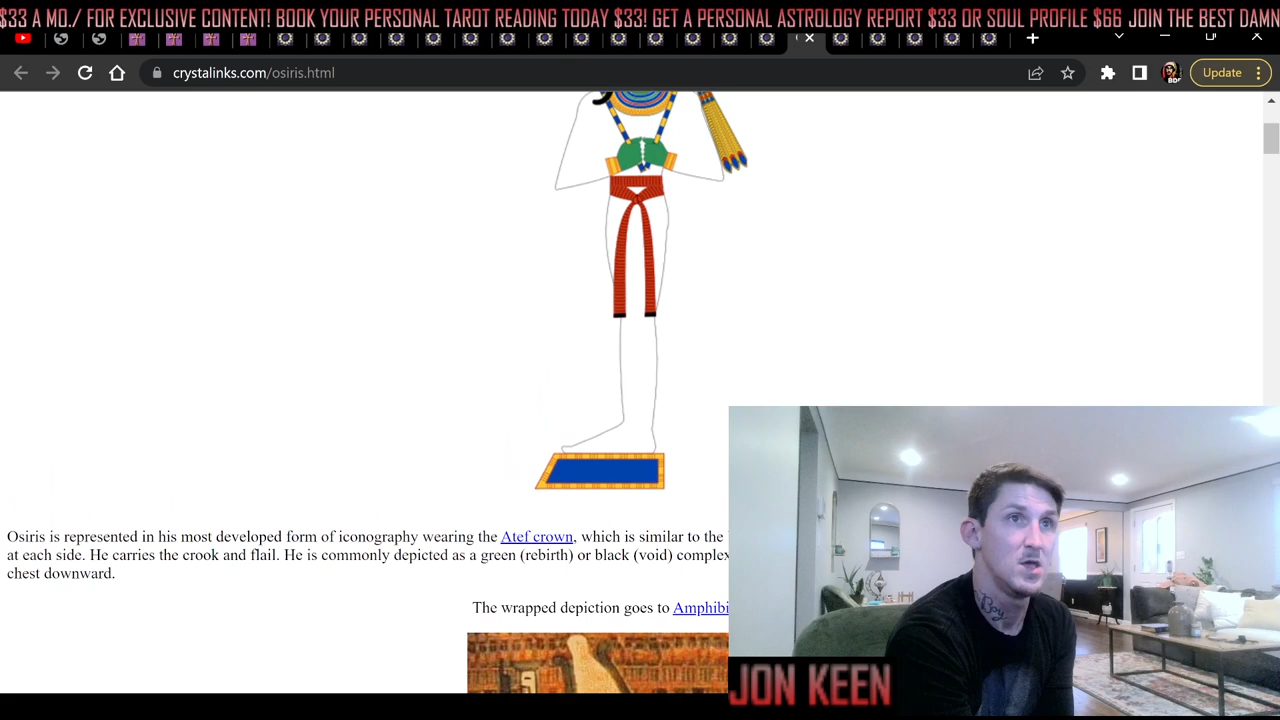 $33 A MO./ FOR EXCLUSIVE CONTENT! BOOK YOUR PERSONAL TAROT READING TODAY $33! GET A PERSONAL ASTROLOGY REPORT $33 OR SOUL PROFILE $66 JOIN THE BEST DAMN
crystalinks.com/osiris.html
Update
Osiris is represented in his most developed form of iconography wearing the Atef crown, which is similar to the
at each side. He carries the crook and flail. He is commonly depicted as a green (rebirth) or black (void) complex
chest downward.
The wrapped depiction goes to Amphibi
Boy
JON KEEN